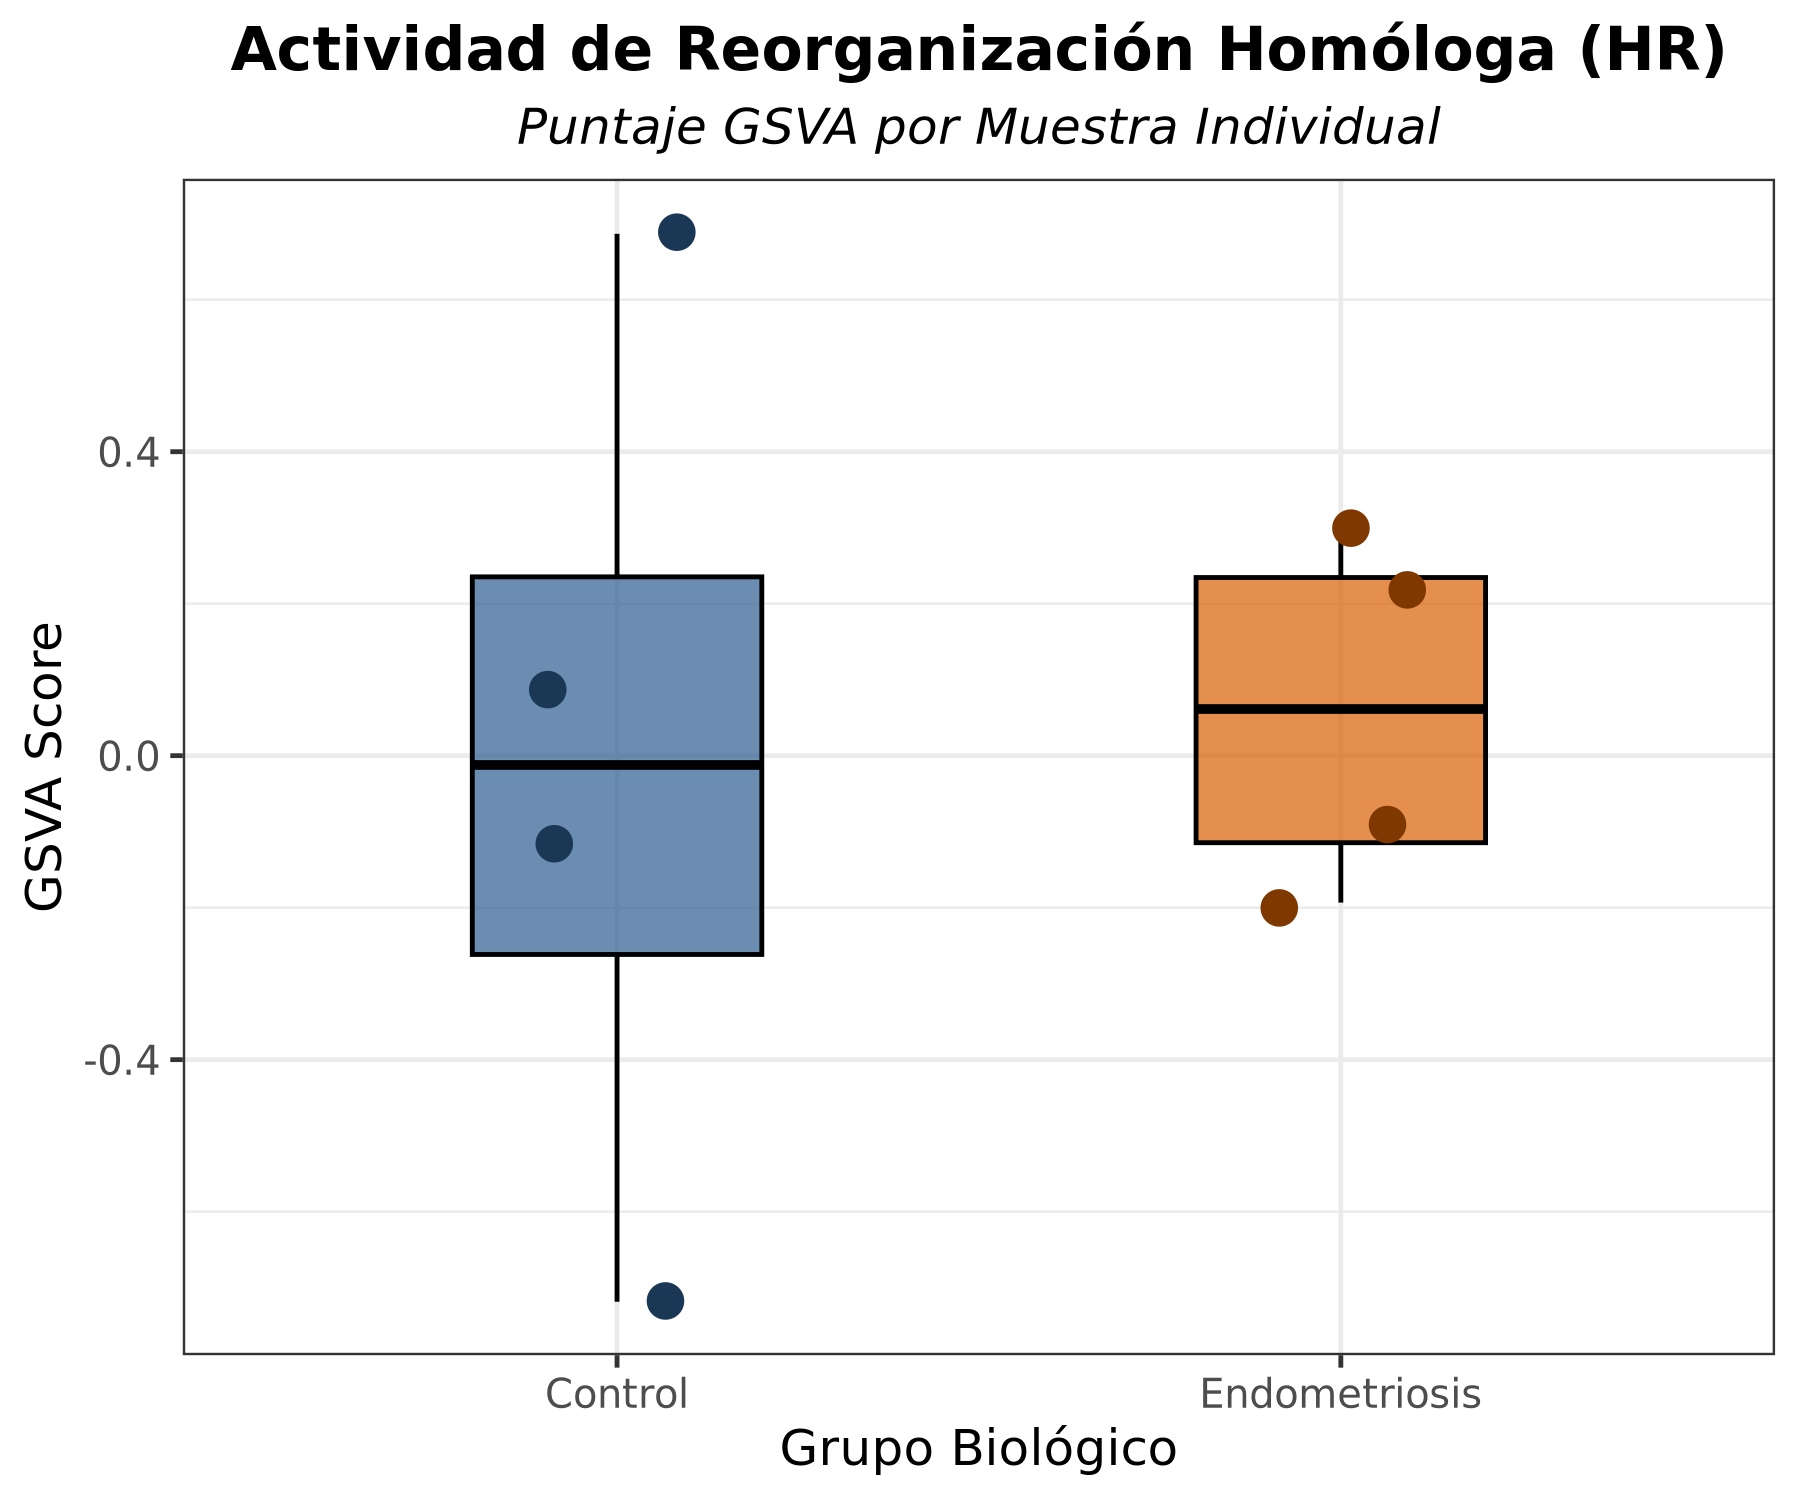 Actividad de Reorganización Homóloga (HR)
Puntaje GSVA por Muestra Individual
GSVA Score
0.4
0.0
-0.4
Control
Endometriosis
Grupo Biológico